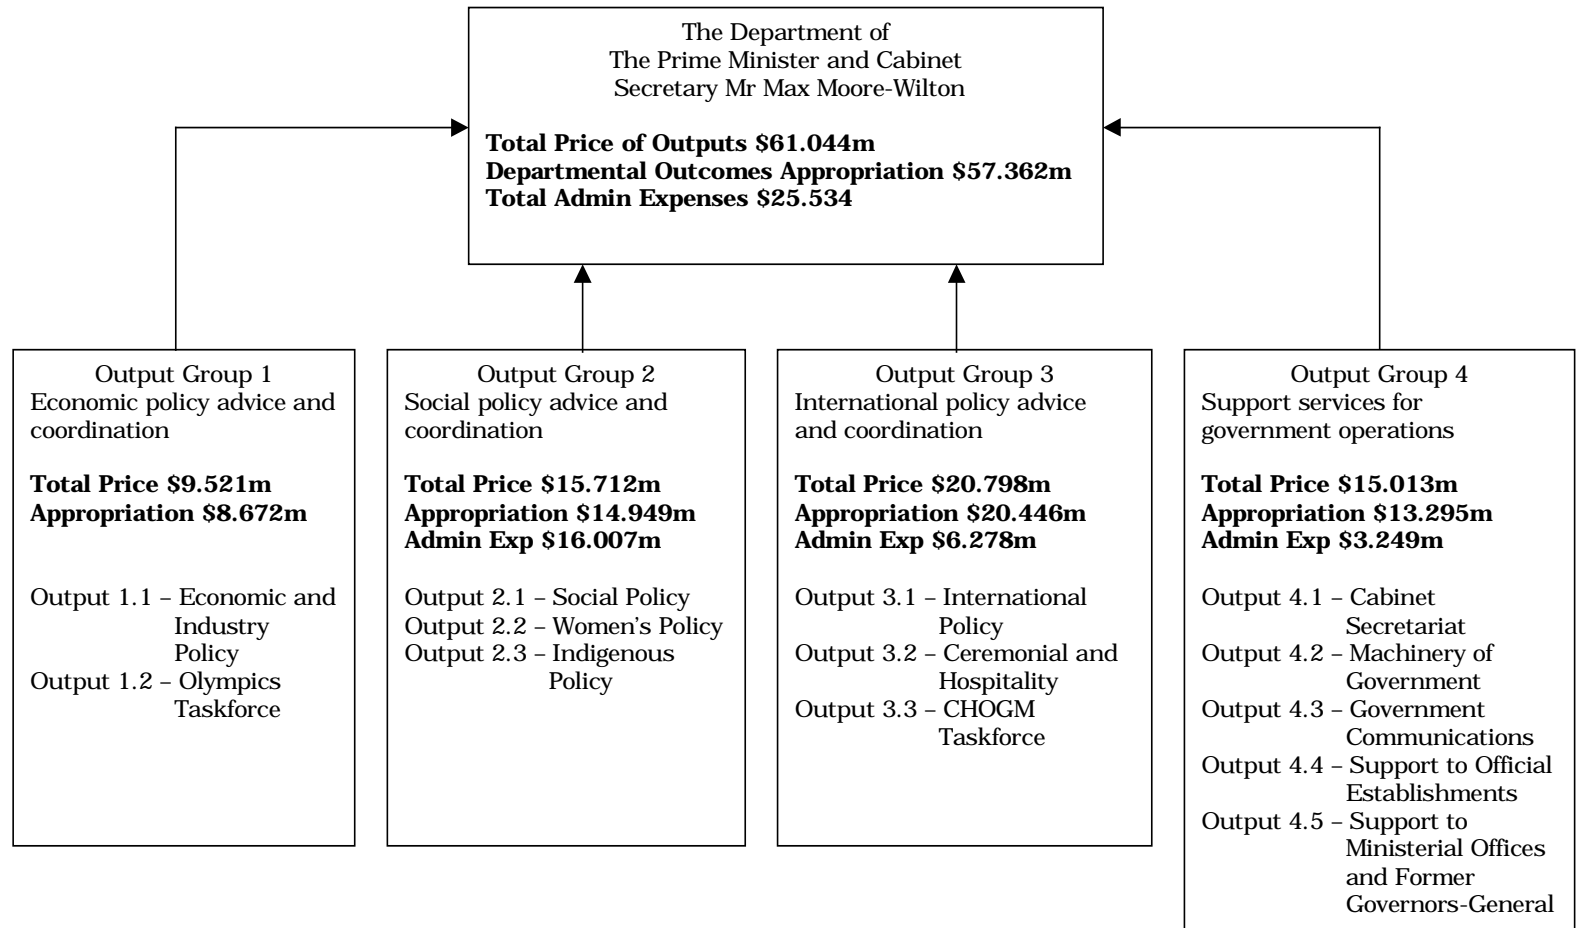 The Department of
The Prime Minister and Cabinet
Secretary Mr Max Moore-Wilton
Total Price of Outputs $61.044m
Departmental Outcomes Appropriation $57.362m
Total Admin Expenses $25.534
Output Group 1
Economic policy advice and
coordination
Total Price $9.521m
Appropriation $8.672m
Output 1.1 – Economic and
Industry
Policy
Output 1.2 – Olympics
Taskforce
Output Group 2
Social policy advice and
coordination
Total Price $15.712m
Appropriation $14.949m
Admin Exp $16.007m
Output 2.1 – Social Policy
Output 2.2 – Women's Policy
Output 2.3 – Indigenous
Policy
Output Group 3
International policy advice
and coordination
Total Price $20.798m
Appropriation $20.446m
Admin Exp $6.278m
Output 3.1 – International
Policy
Output 3.2 – Ceremonial and
Hospitality
Output 3.3 – CHOGM
Taskforce
Output Group 4
Support services for
government operations
Total Price $15.013m
Appropriation $13.295m
Admin Exp $3.249m
Output 4.1 – Cabinet
Secretariat
Output 4.2 – Machinery of
Government
Output 4.3 – Government
Communications
Output 4.4 – Support to Official
Establishments
Output 4.5 – Support to
Ministerial Offices
and Former
Governors-General